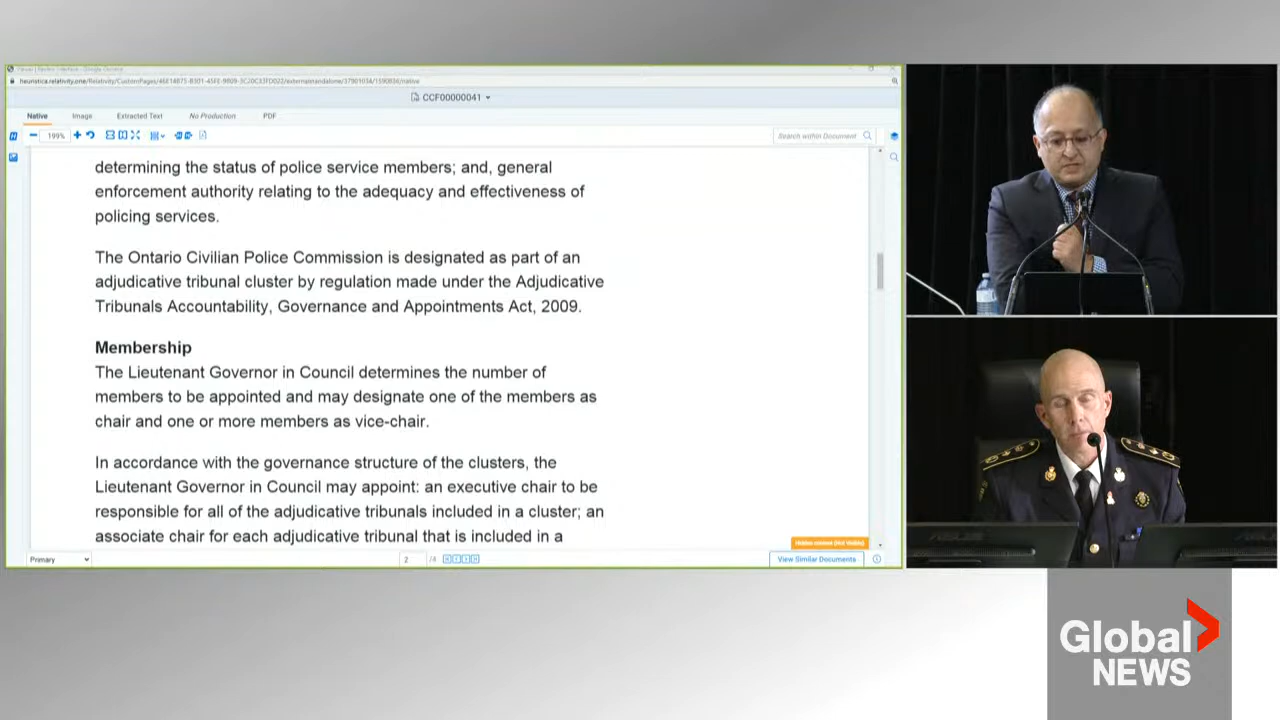 CCF00000041
Native Image Extracted Text No Production PDF
199% Search within Document
determining the status of police service members; and, general
enforcement authority relating to the adequacy and effectiveness of
policing services.
The Ontario Civilian Police Commission is designated as part of an
adjudicative tribunal cluster by regulation made under the Adjudicative
Tribunals Accountability, Governance and Appointments Act, 2009.
Membership
The Lieutenant Governor in Council determines the number of
members to be appointed and may designate one of the members as
chair and one or more members as vice-chair.
In accordance with the governance structure of the clusters, the
Lieutenant Governor in Council may appoint: an executive chair to be
responsible for all of the adjudicative tribunals included in a cluster; an
associate chair for each adjudicative tribunal that is included in a
Primary 2 View Similar Documents
ASUS
Global
NEWS